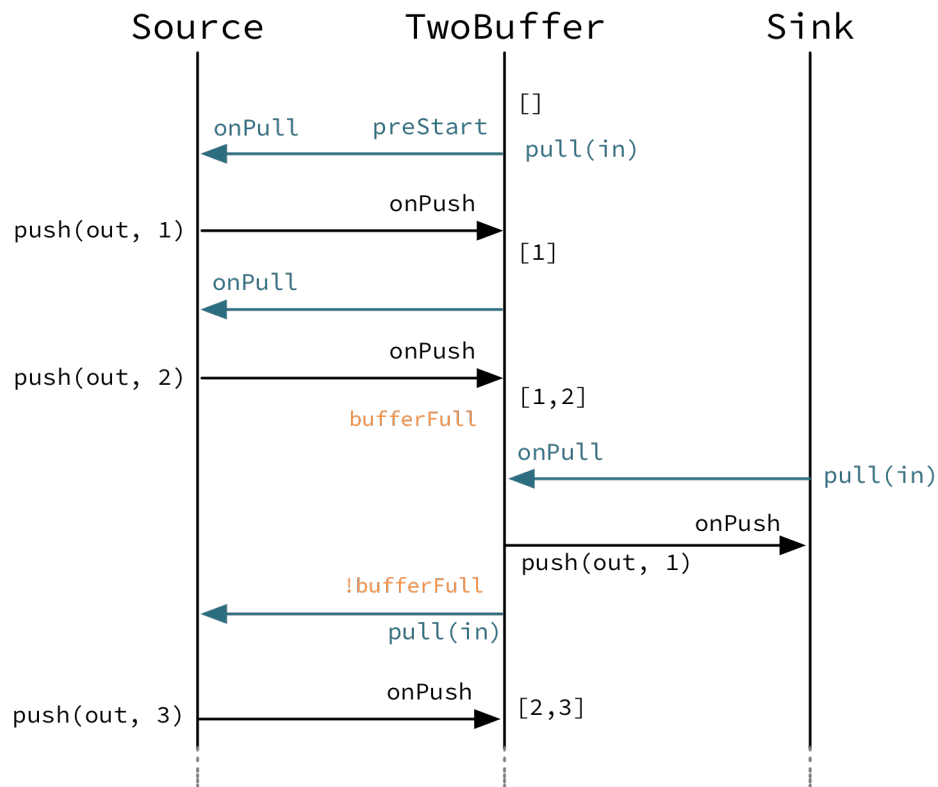 Source TwoBuffer Sink
[]
onPull preStart
pull(in)
onPush
push(out, 1)
[1]
onPull
onPush
push(out, 2)
[1,2]
bufferFull
onPull
pull(in)
onPush
push(out, 1)
!bufferFull
pull(in)
onPush
push(out, 3) [2,3]